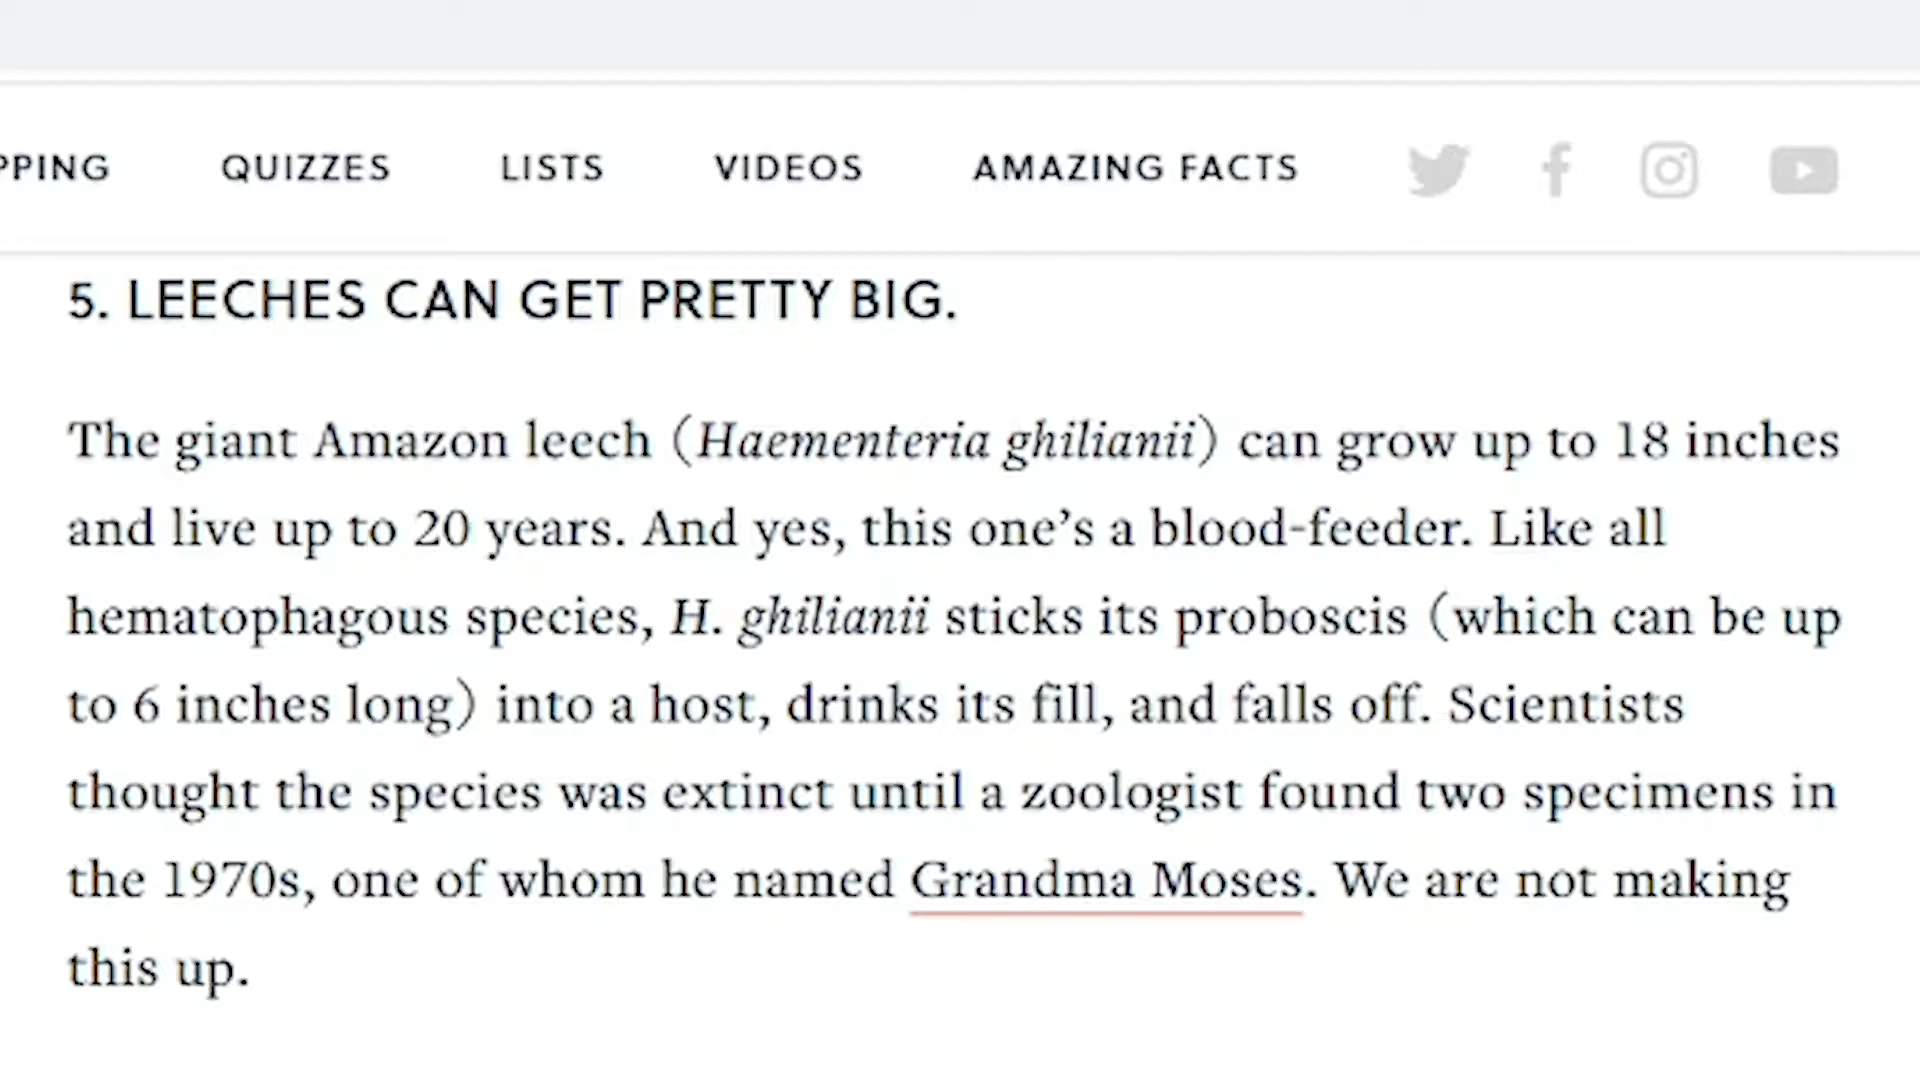 PPING QUIZZES LISTS VIDEOS AMAZING FACTS
5. LEECHES CAN GET PRETTY BIG.
The giant Amazon leech (Haementeria ghilianii) can grow up to 18 inches
and live up to 20 years. And yes, this one’s a blood-feeder. Like all
hematophagous species, H. ghilianii sticks its proboscis (which can be up
to 6 inches long) into a host, drinks its fill, and falls off. Scientists
thought the species was extinct until a zoologist found two specimens in
the 1970s, one of whom he named Grandma Moses. We are not making
this up.